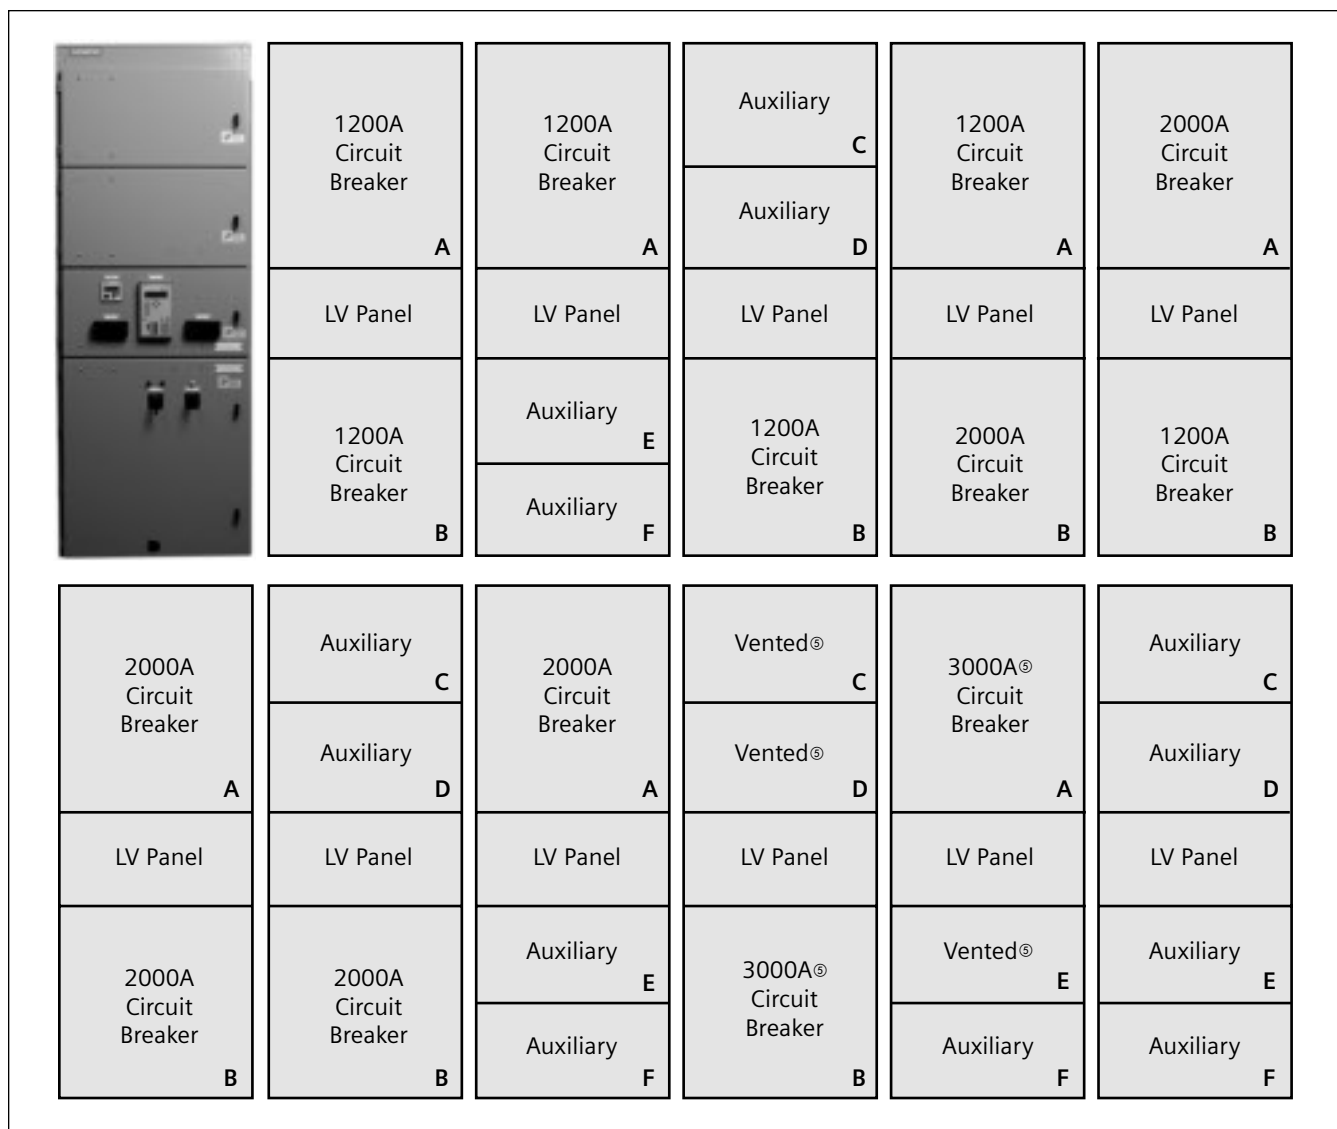 1200A
Circuit
Breaker
A
LV Panel
1200A
Circuit
Breaker
B
1200A
Circuit
Breaker
A
LV Panel
Auxiliary
E
Auxiliary
F
Auxiliary
C
Auxiliary
D
LV Panel
1200A
Circuit
Breaker
B
1200A
Circuit
Breaker
A
LV Panel
2000A
Circuit
Breaker
B
2000A
Circuit
Breaker
A
LV Panel
1200A
Circuit
Breaker
B
2000A
Circuit
Breaker
A
LV Panel
2000A
Circuit
Breaker
B
Auxiliary
C
Auxiliary
D
LV Panel
2000A
Circuit
Breaker
B
2000A
Circuit
Breaker
A
LV Panel
Auxiliary
E
Auxiliary
F
Vented⑤
C
Vented⑤
D
LV Panel
3000A⑤
Circuit
Breaker
B
3000A⑤
Circuit
Breaker
A
LV Panel
Vented⑤
E
Auxiliary
F
Auxiliary
C
Auxiliary
D
LV Panel
Auxiliary
E
Auxiliary
F